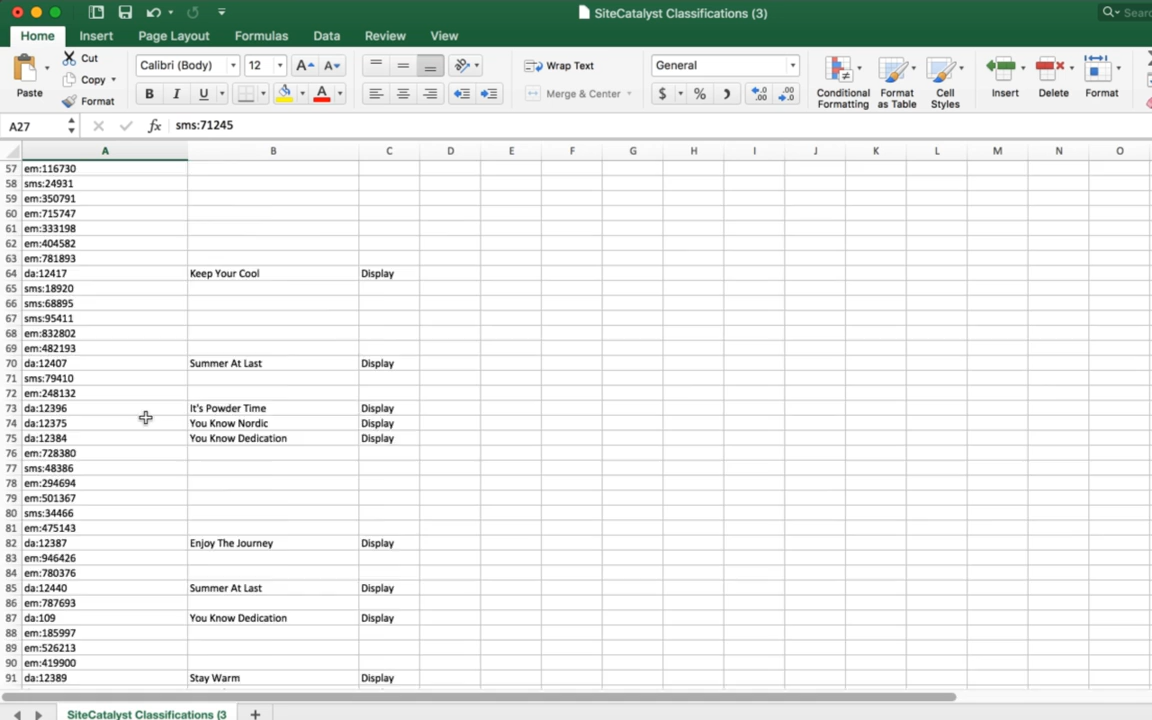 SiteCatalyst Classifications (3)
Sear
Home Insert Page Layout Formulas Data Review View
Paste
Cut
Copy
Format
Calibri (Body) 12 A A
B I U A
Wrap Text
Merge & Center
General
$ %
Conditional Formatting
Format as Table
Cell Styles
Insert Delete Format
A27 fx sms:71245
A B C D E F G H I J K L M N O
57 em:116730
58 sms:24931
59 em:350791
60 em:715747
61 em:333198
62 em:404582
63 em:781893
64 da:12417 Keep Your Cool Display
65 sms:18920
66 sms:68895
67 sms:95411
68 em:832802
69 em:482193
70 da:12407 Summer At Last Display
71 sms:79410
72 em:248132
73 da:12396 It's Powder Time Display
74 da:12375 You Know Nordic Display
75 da:12384 You Know Dedication Display
76 em:728380
77 sms:48386
78 em:294694
79 em:501367
80 sms:34466
81 em:475143
82 da:12387 Enjoy The Journey Display
83 em:946426
84 em:780376
85 da:12440 Summer At Last Display
86 em:787693
87 da:109 You Know Dedication Display
88 em:185997
89 em:526213
90 em:419900
91 da:12389 Stay Warm Display
SiteCatalyst Classifications (3